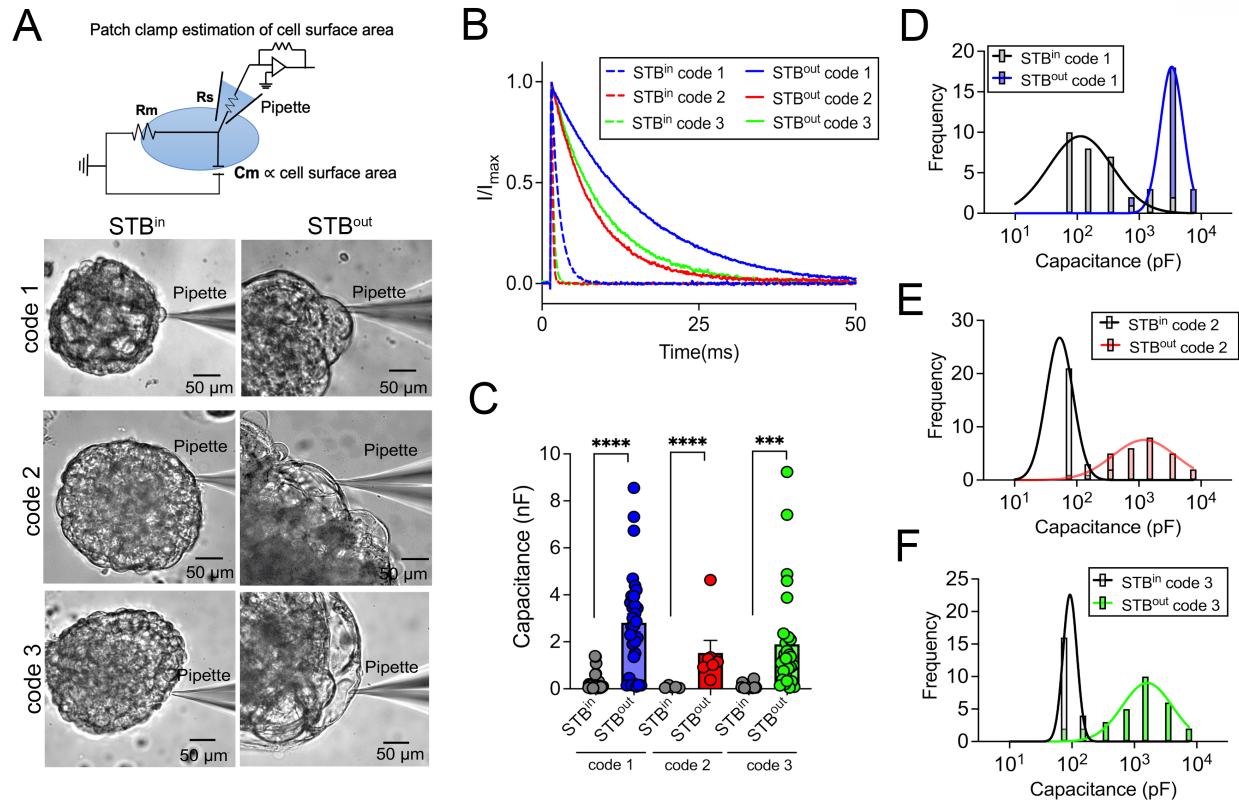 A
Patch clamp estimation of cell surface area
Rm
Rs
Pipette
Cm ∝ cell surface area
STBin
STBout
code 1
Pipette
50 µm
Pipette
50 µm
code 2
Pipette
50 µm
Pipette
50 µm
code 3
Pipette
50 µm
Pipette
50 µm
B
STBin code 1
STBout code 1
STBin code 2
STBout code 2
STBin code 3
STBout code 3
I/Imax
1.0
0.5
0.0
0
25
50
Time(ms)
C
****
****
***
Capacitance (nF)
10
8
6
4
2
0
STBin
STBout
STBin
STBout
STBin
STBout
code 1
code 2
code 3
D
STBin code 1
STBout code 1
Frequency
20
15
10
5
0
10¹
10²
10³
10⁴
Capacitance (pF)
E
STBin code 2
STBout code 2
Frequency
30
20
10
0
10¹
10²
10³
10⁴
Capacitance (pF)
F
STBin code 3
STBout code 3
Frequency
25
20
15
10
5
0
10¹
10²
10³
10⁴
Capacitance (pF)